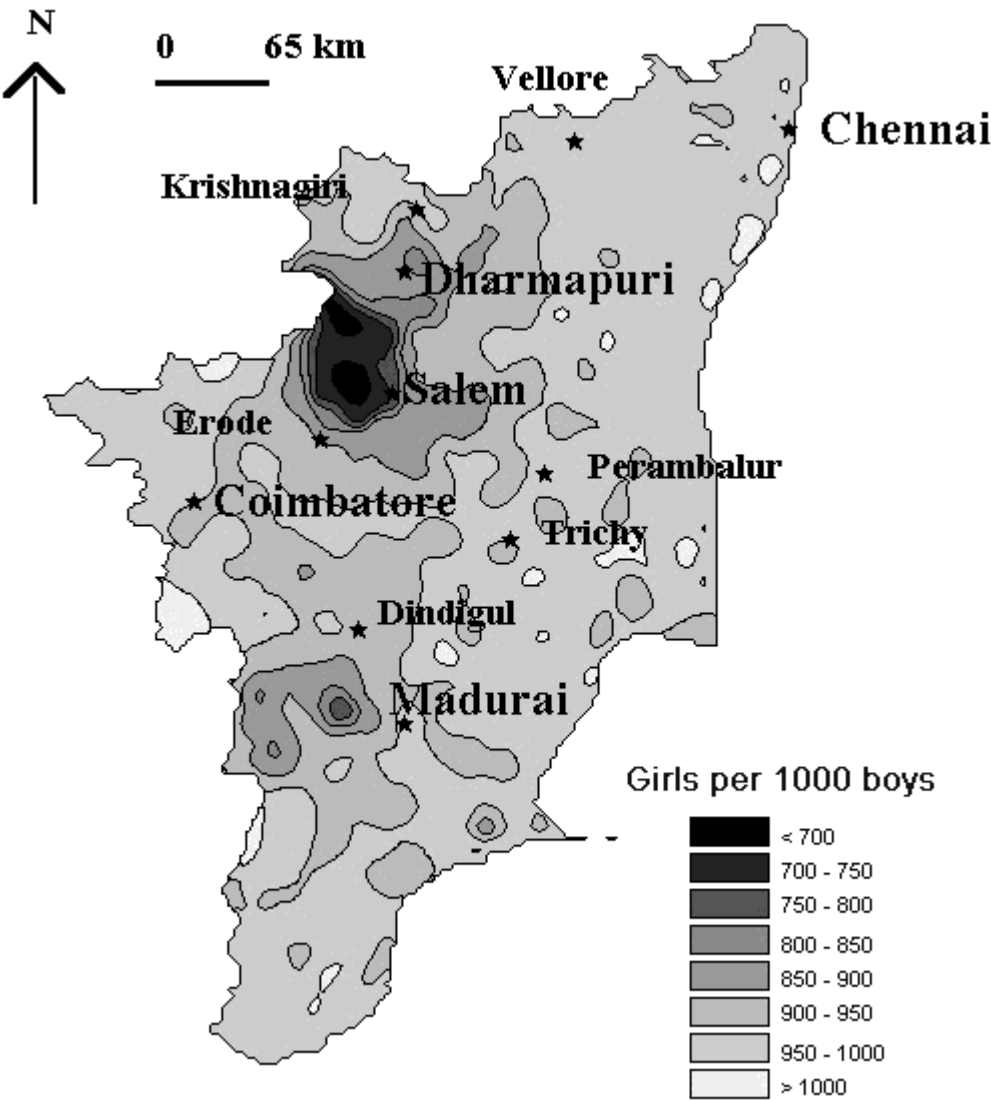 N
0 65 km
Vellore
Chennai
Krishnagiri
Dharmapuri
Salem
Erode
Perambalur
Coimbatore
Trichy
Dindigul
Madurai
Girls per 1000 boys
< 700
700 - 750
750 - 800
800 - 850
850 - 900
900 - 950
950 - 1000
> 1000